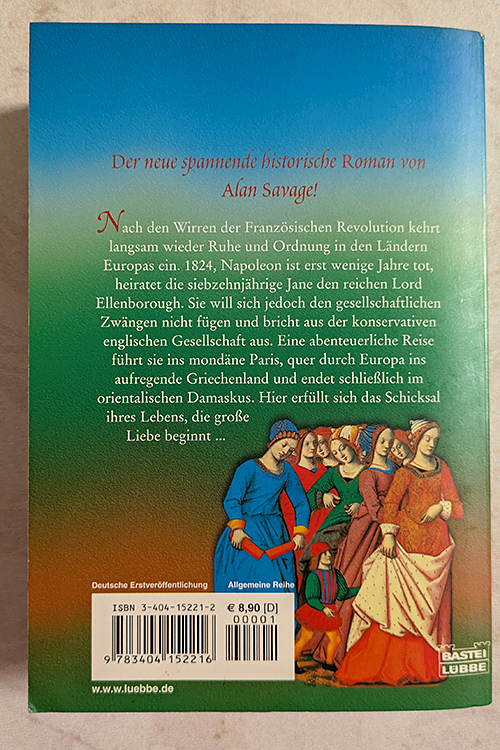 Der neue spannende historische Roman von
Alan Savage!
Nach den Wirren der Französischen Revolution kehrt
langsam wieder Ruhe und Ordnung in den Ländern
Europas ein. 1824, Napoleon ist erst wenige Jahre tot,
heiratet die siebzehnjährige Jane den reichen Lord
Ellenborough. Sie will sich jedoch den gesellschaftlichen
Zwängen nicht fügen und bricht aus der konservativen
englischen Gesellschaft aus. Eine abenteuerliche Reise
führt sie ins mondäne Paris, quer durch Europa ins
aufregende Griechenland und endet schließlich im
orientalischen Damaskus. Hier erfüllt sich das Schicksal
ihres Lebens, die große
Liebe beginnt ...
Deutsche Erstveröffentlichung Allgemeine Reihe
ISBN 3-404-15221-2 € 8,90 [D]
00001
9 783404 152216
www.luebbe.de
BASTEI
LÜBBE